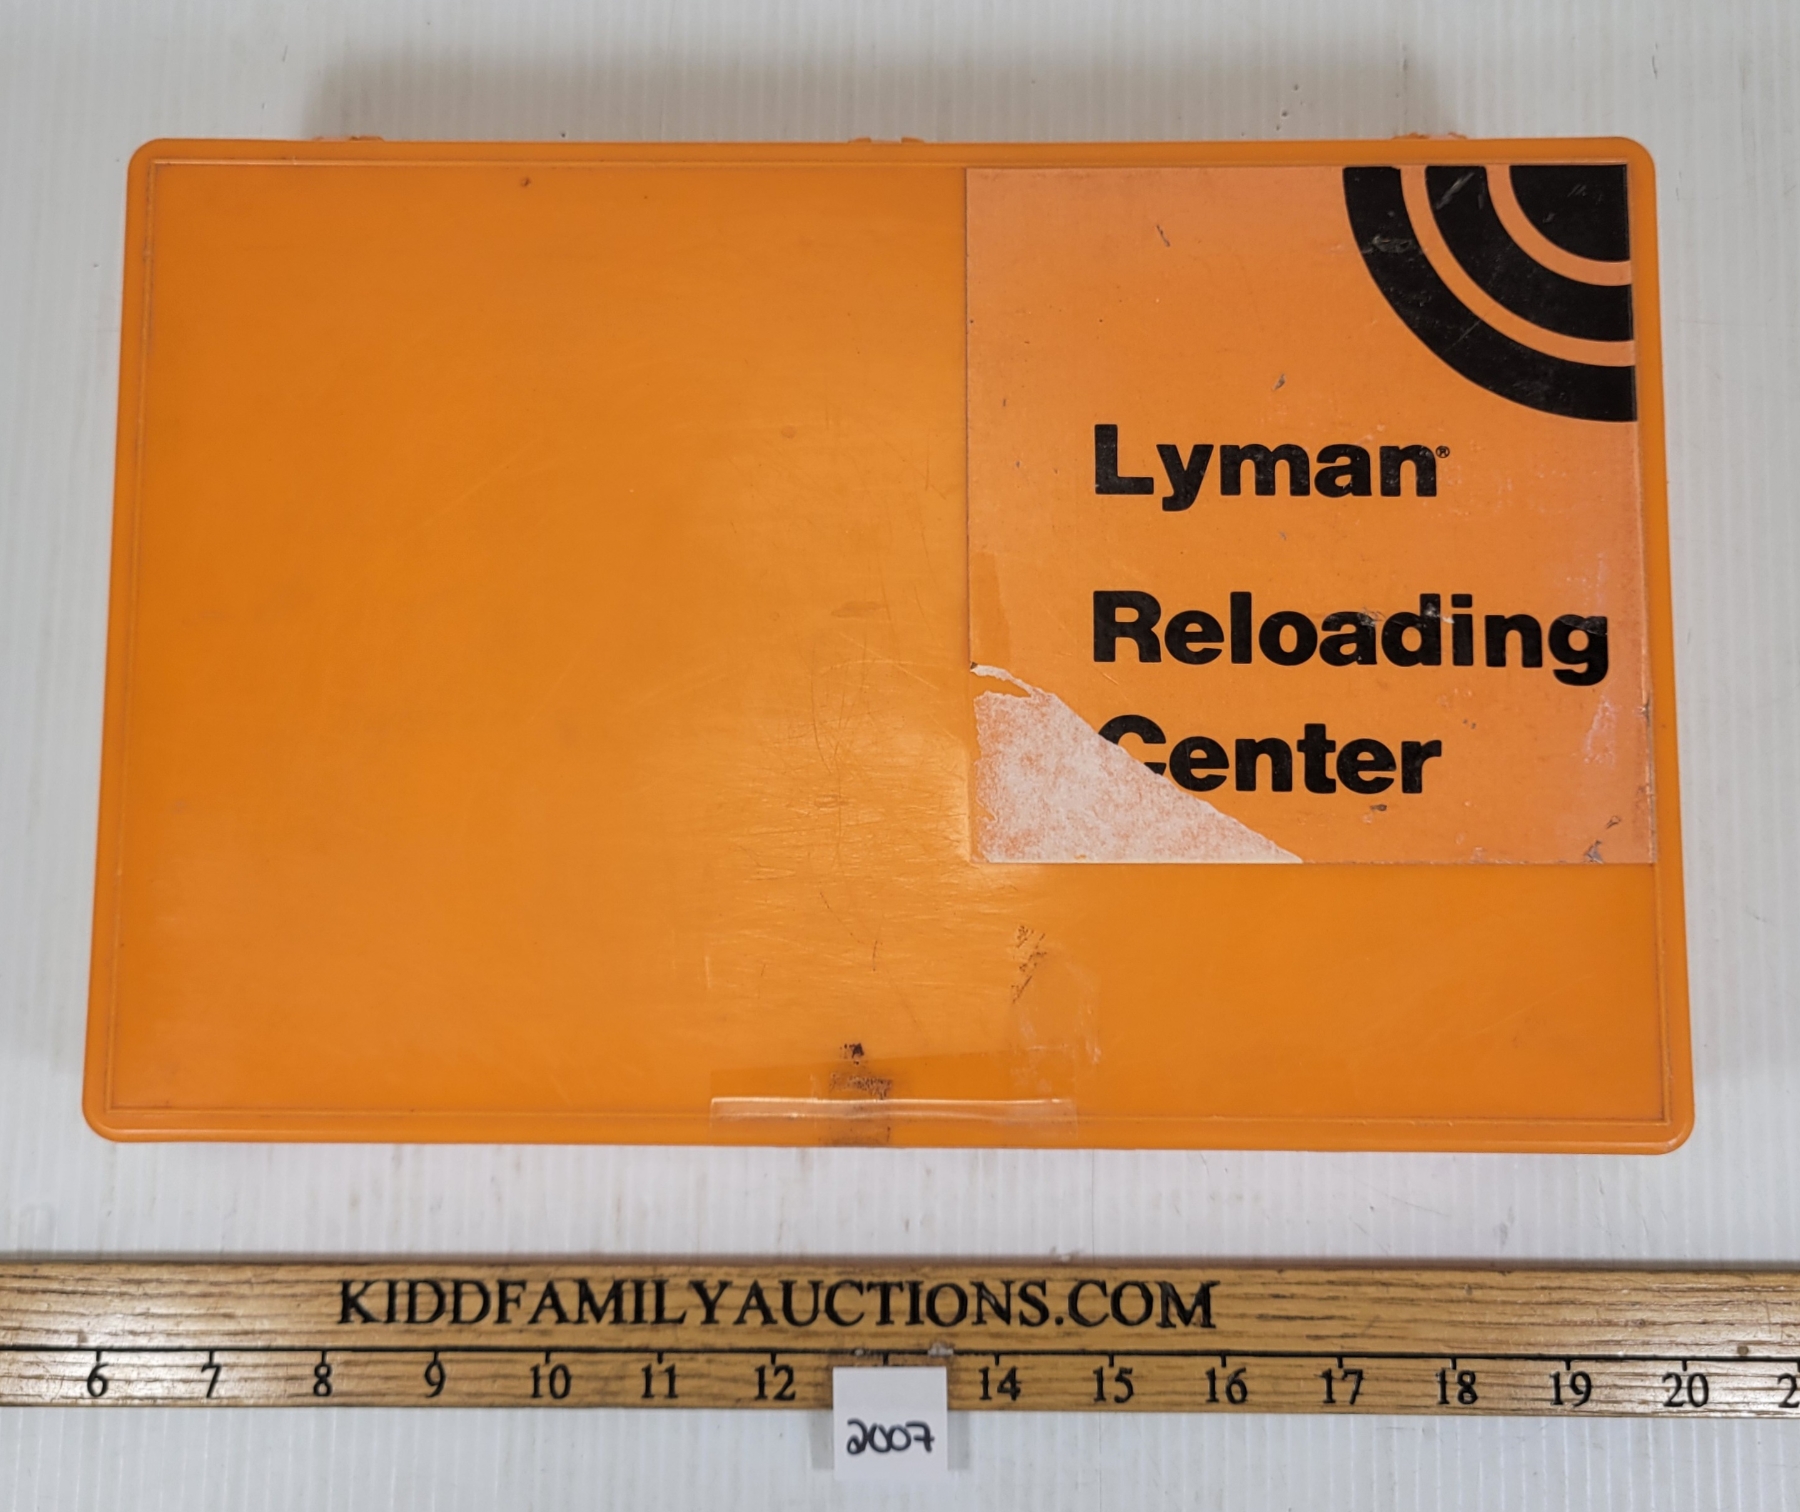 Lyman®
Reloading
Center
KIDDFAMILYAUCTIONS.COM
6 7 8 9 10 11 12 14 15 16 17 18 19 20
2007